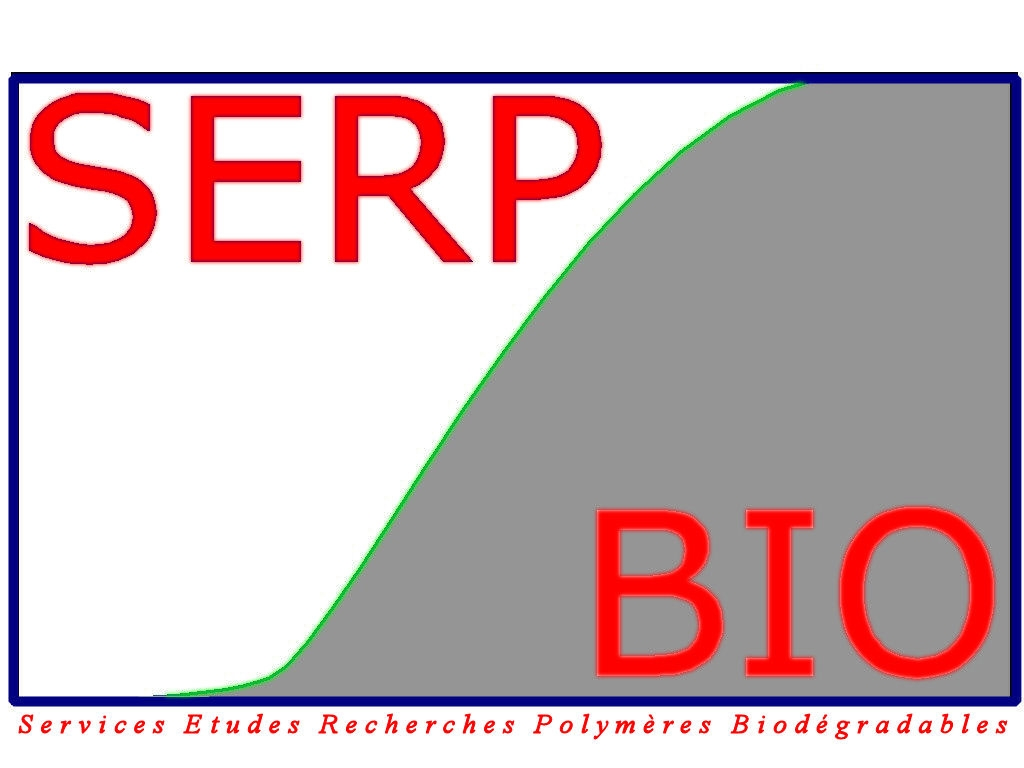 SERP
BIO
Services Etudes Recherches Polymères Biodégradables